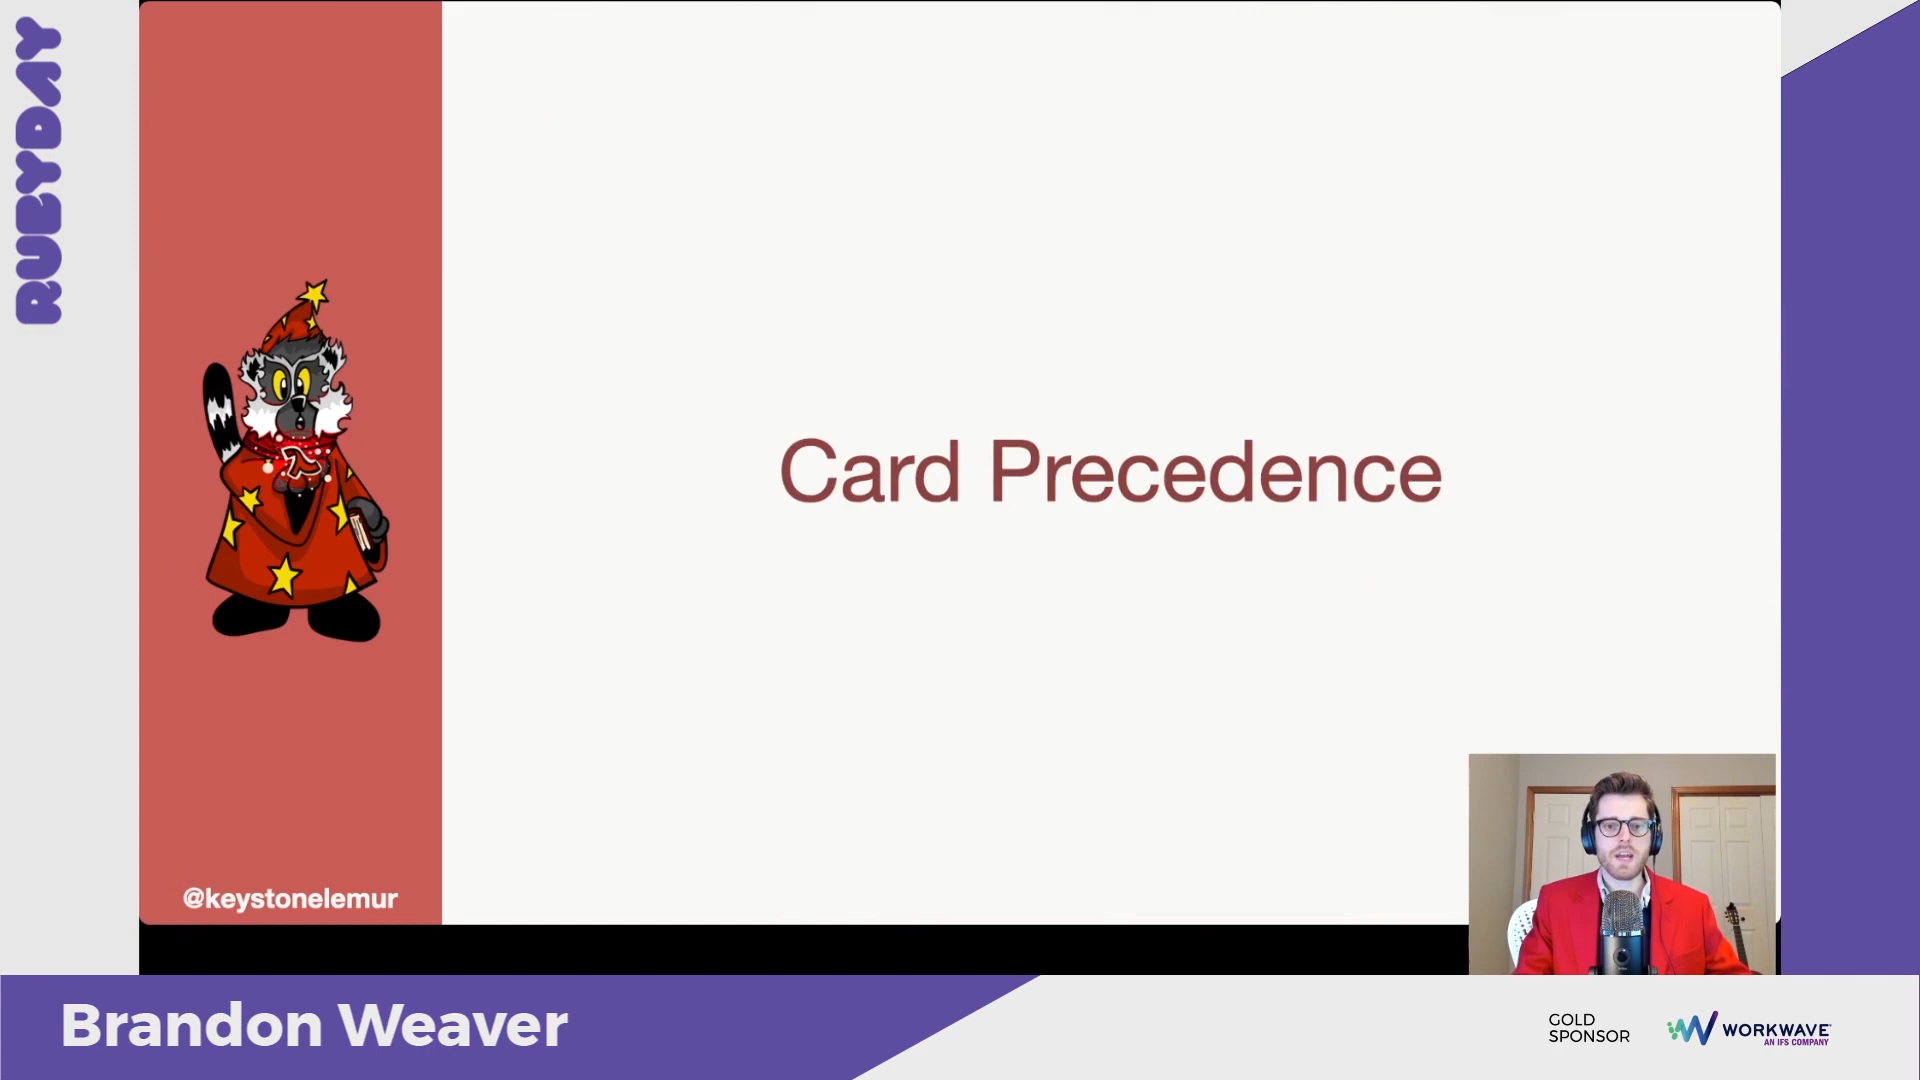 RUBYDAY
Card Precedence
@keystonelemur
Brandon Weaver
GOLD
SPONSOR
WORKWAVE
AN IFS COMPANY